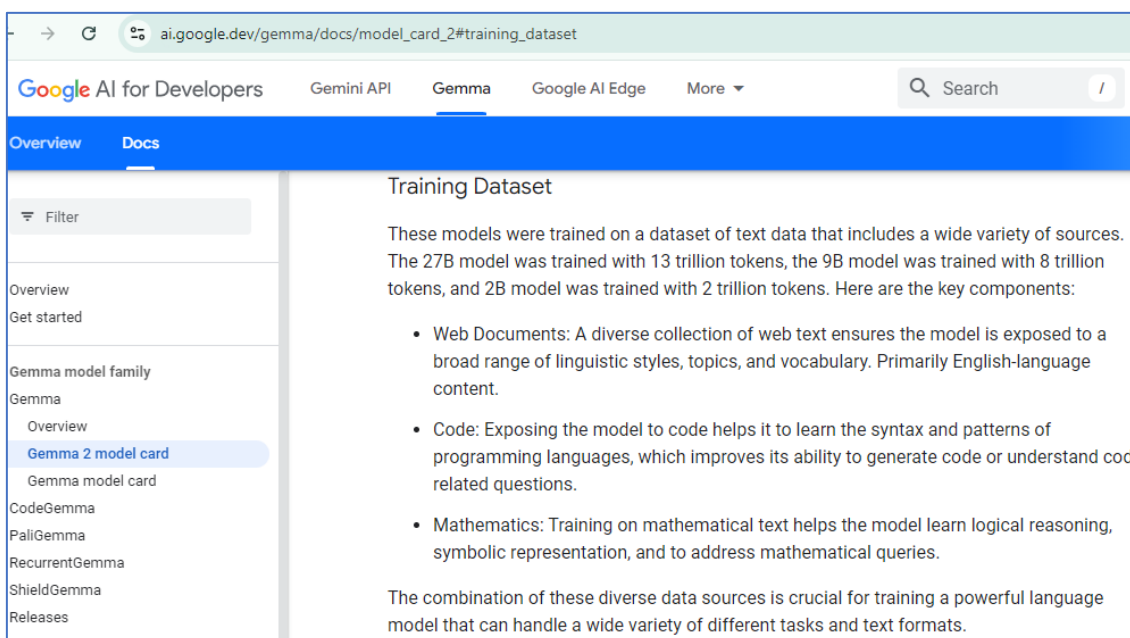 ai.google.dev/gemma/docs/model_card_2#training_dataset
Google AI for Developers
Gemini API
Gemma
Google AI Edge
More
Search
/
Overview
Docs
Filter
Overview
Get started
Gemma model family
Gemma
Overview
Gemma 2 model card
Gemma model card
CodeGemma
PaliGemma
RecurrentGemma
ShieldGemma
Releases
Training Dataset
These models were trained on a dataset of text data that includes a wide variety of sources.
The 27B model was trained with 13 trillion tokens, the 9B model was trained with 8 trillion
tokens, and 2B model was trained with 2 trillion tokens. Here are the key components:
• Web Documents: A diverse collection of web text ensures the model is exposed to a
broad range of linguistic styles, topics, and vocabulary. Primarily English-language
content.
• Code: Exposing the model to code helps it to learn the syntax and patterns of
programming languages, which improves its ability to generate code or understand
related questions.
• Mathematics: Training on mathematical text helps the model learn logical reasoning,
symbolic representation, and to address mathematical queries.
The combination of these diverse data sources is crucial for training a powerful language
model that can handle a wide variety of different tasks and text formats.